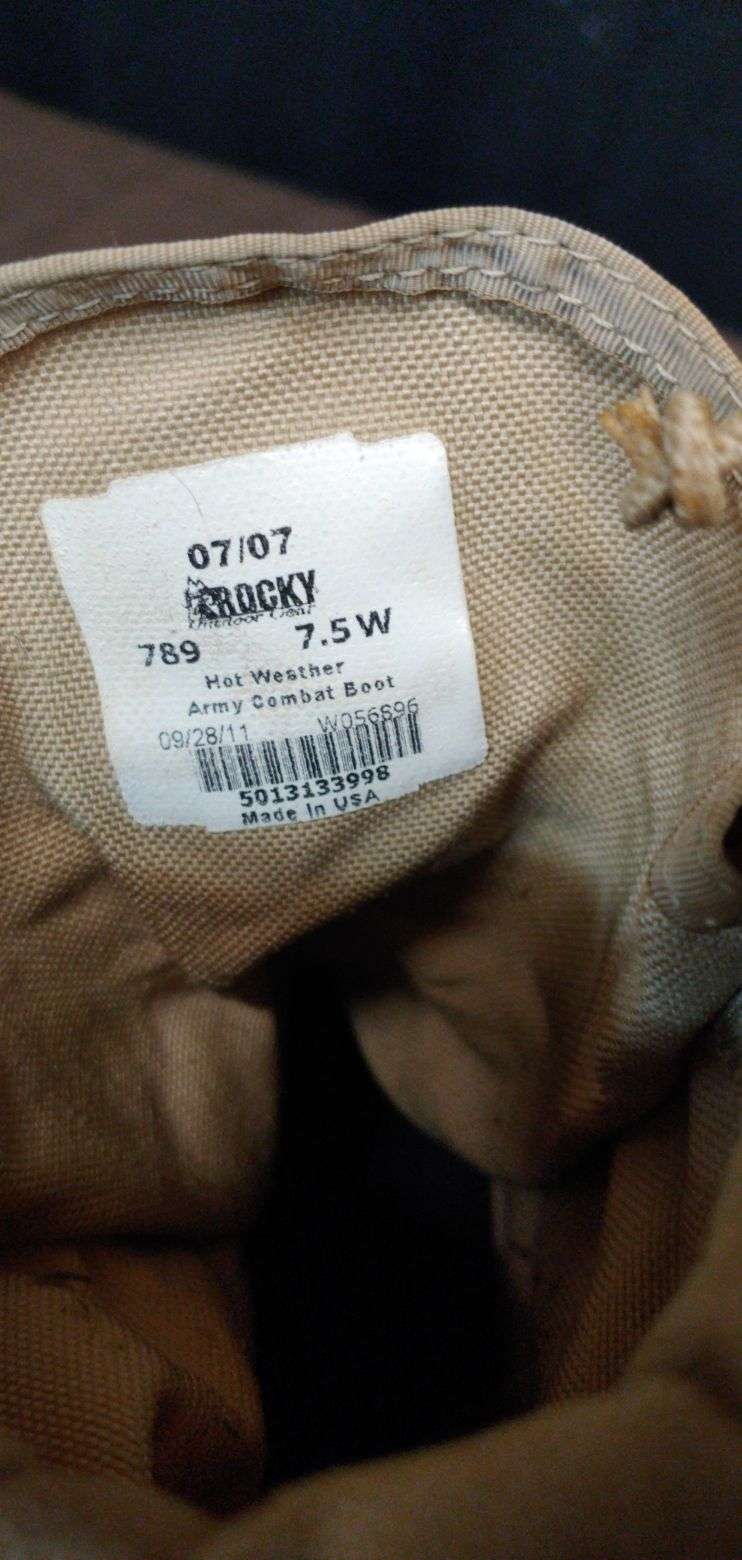 07/07
ROCKY
Outdoor Gear
789 7.5 W
Hot Weather
Army Combat Boot
09/28/11 W056896
5013133998
Made In USA